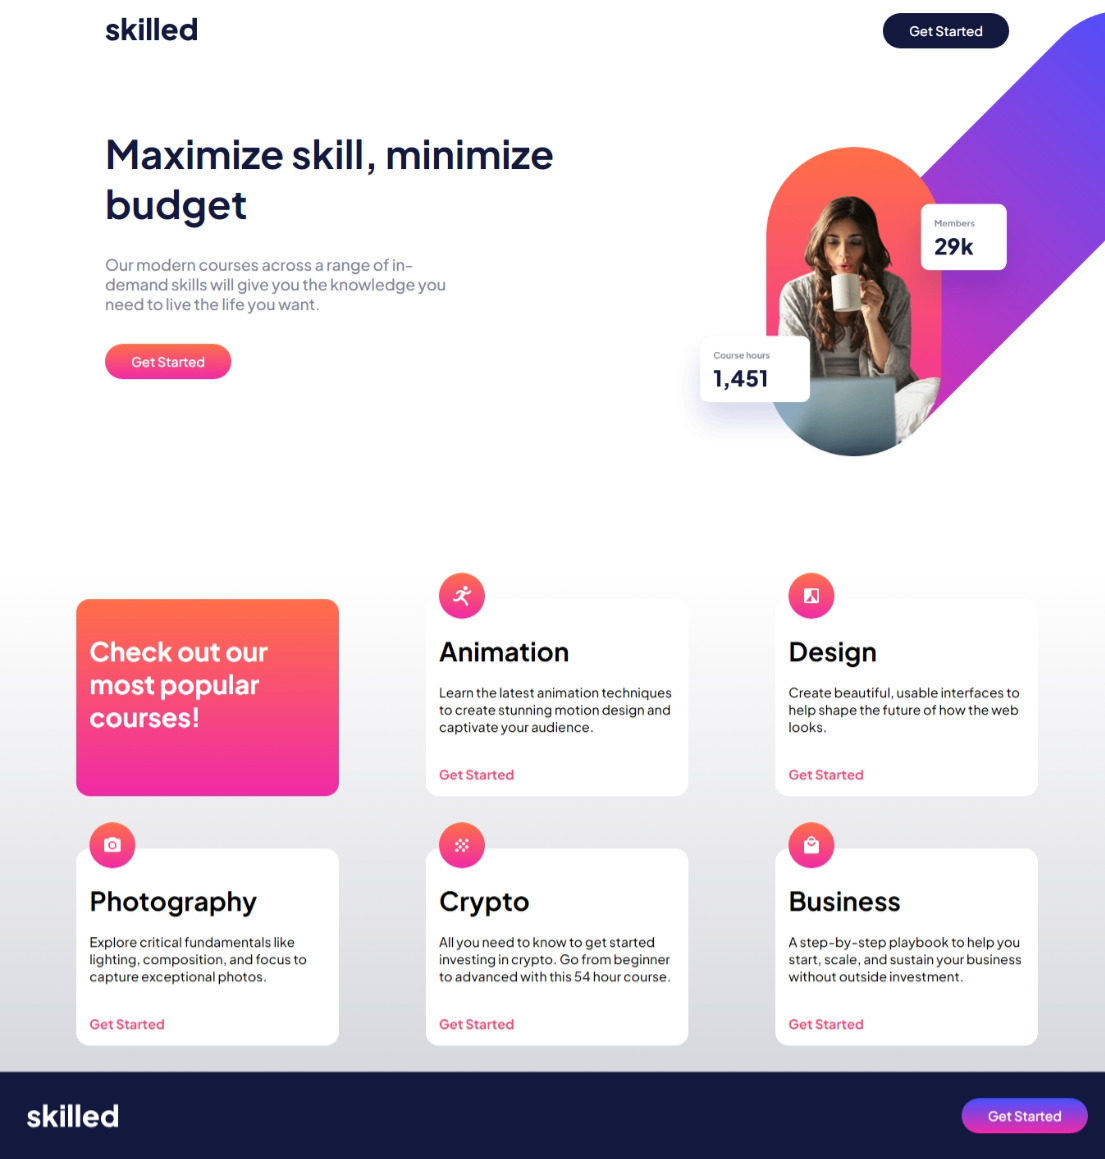 skilled
Get Started
Maximize skill, minimize
budget
Our modern courses across a range of in-
demand skills will give you the knowledge you
need to live the life you want.
Get Started
Members
29k
Course hours
1,451
Check out our
most popular
courses!
Animation
Learn the latest animation techniques
to create stunning motion design and
captivate your audience.
Get Started
Design
Create beautiful, usable interfaces to
help shape the future of how the web
looks.
Get Started
Photography
Explore critical fundamentals like
lighting, composition, and focus to
capture exceptional photos.
Get Started
Crypto
All you need to know to get started
investing in crypto. Go from beginner
to advanced with this 54 hour course.
Get Started
Business
A step-by-step playbook to help you
start, scale, and sustain your business
without outside investment.
Get Started
skilled
Get Started